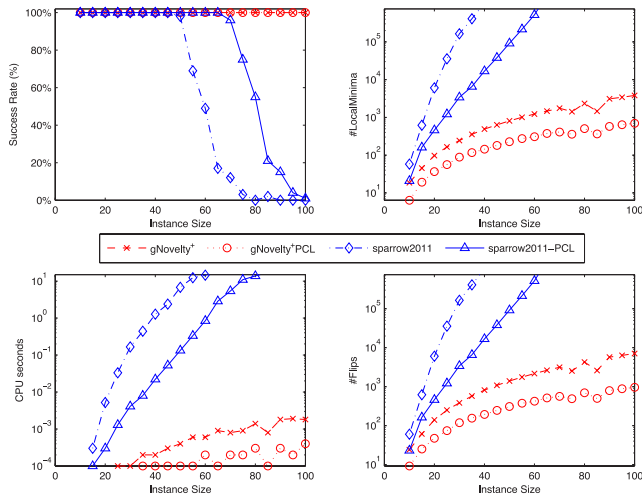 100%
80%
60%
40%
20%
0%
Success Rate (%)
0 20 40 60 80 100
Instance Size
10^5
10^4
10^3
10^2
10^1
#LocalMinima
0 20 40 60 80 100
Instance Size
gNovelty^+
gNovelty^+PCL
sparrow2011
sparrow2011-PCL
10^1
10^0
10^-1
10^-2
10^-3
10^-4
CPU seconds
0 20 40 60 80 100
Instance Size
10^5
10^4
10^3
10^2
10^1
#Flips
0 20 40 60 80 100
Instance Size